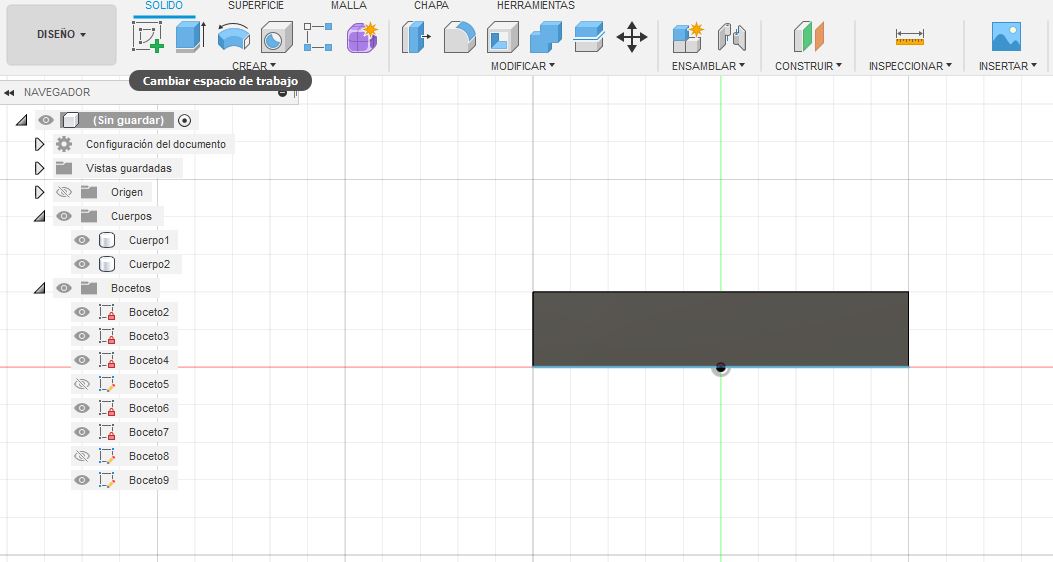 SÓLIDO SUPERFICIE MALLA CHAPA HERRAMIENTAS
DISEÑO
CREAR MODIFICAR ENSAMBLAR CONSTRUIR INSPECCIONAR INSERTAR
Cambiar espacio de trabajo
NAVEGADOR
(Sin guardar)
Configuración del documento
Vistas guardadas
Origen
Cuerpos
Cuerpo1
Cuerpo2
Bocetos
Boceto2
Boceto3
Boceto4
Boceto5
Boceto6
Boceto7
Boceto8
Boceto9